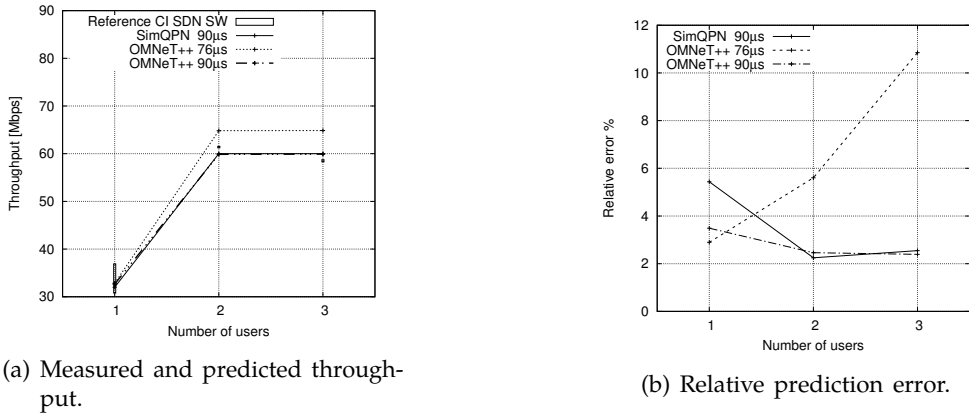 90
80
70
60
50
40
30
Throughput [Mbps]
1 2 3
Number of users
Reference CI SDN SW
SimQPN 90µs
OMNeT++ 76µs
OMNeT++ 90µs
(a) Measured and predicted through-
put.
12
10
8
6
4
2
0
Relative error %
1 2 3
Number of users
SimQPN 90µs
OMNeT++ 76µs
OMNeT++ 90µs
(b) Relative prediction error.